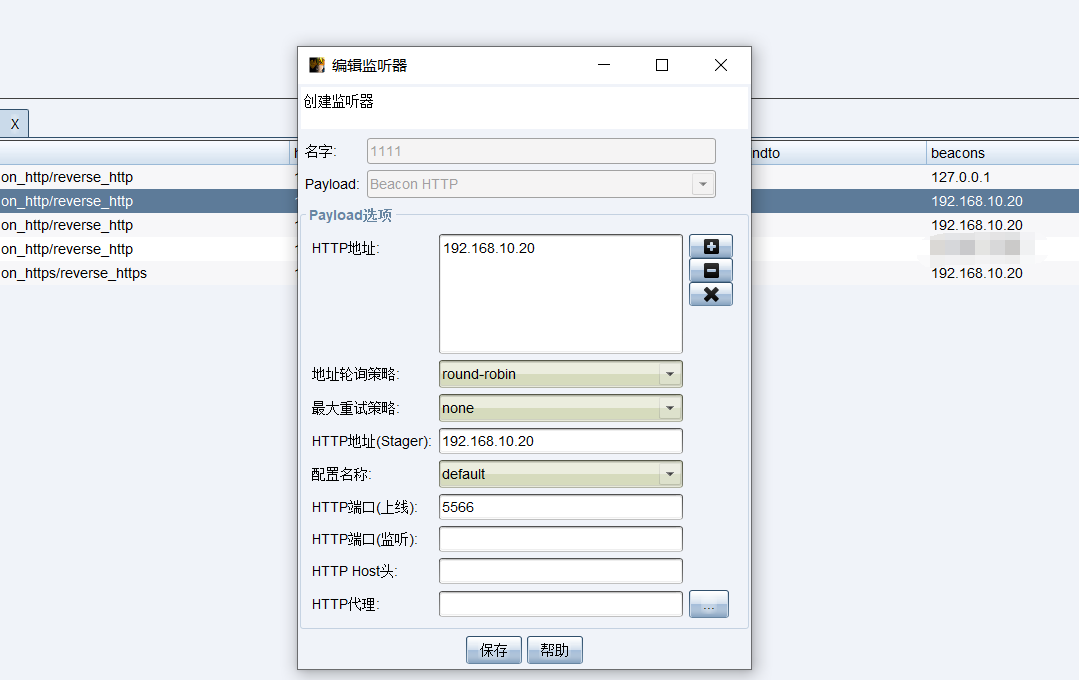 编辑监听器
创建监听器
X
名字: 1111
ndto beacons
Payload: Beacon HTTP
on_http/reverse_http 127.0.0.1
on_http/reverse_http 192.168.10.20
Payload选项
on_http/reverse_http 192.168.10.20
on_http/reverse_http
on_https/reverse_https 192.168.10.20
HTTP地址: 192.168.10.20
地址轮询策略: round-robin
最大重试策略: none
HTTP地址(Stager): 192.168.10.20
配置名称: default
HTTP端口(上线): 5566
HTTP端口(监听):
HTTP Host头:
HTTP代理: ...
保存 帮助